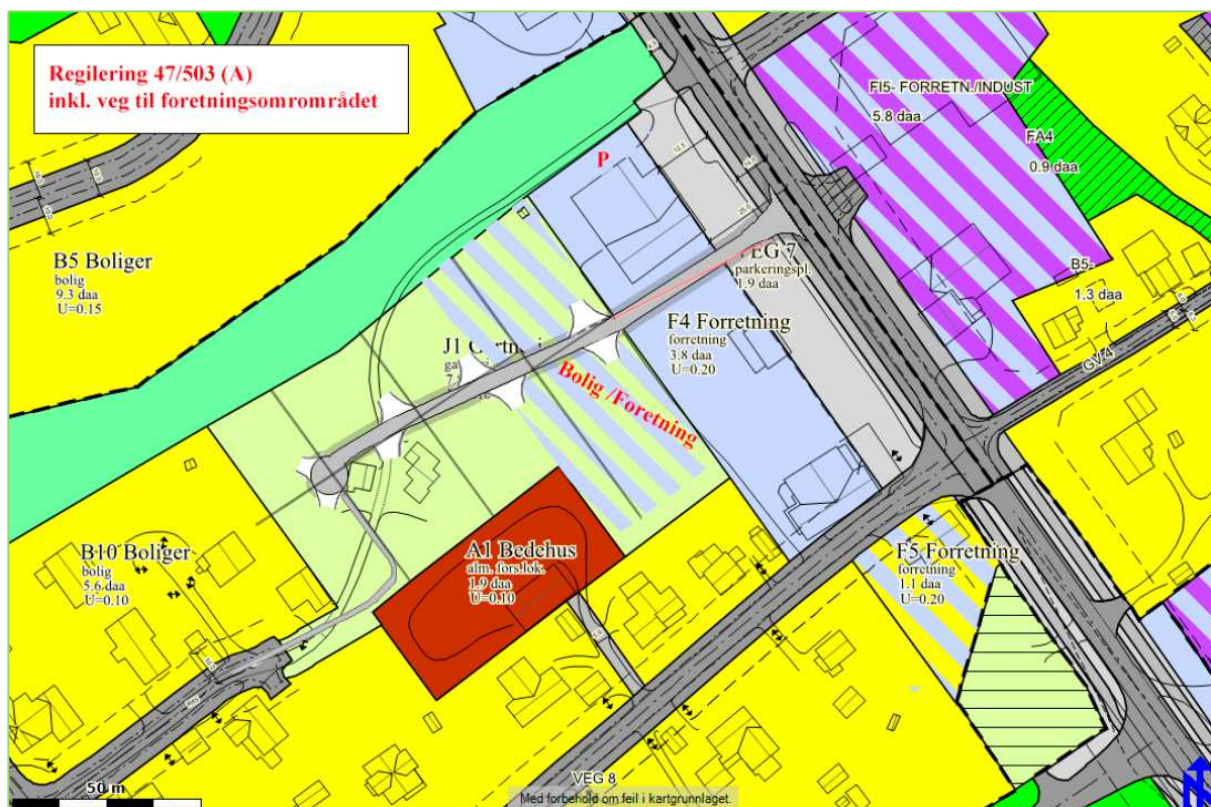 Regilering 47/503 (A)
inkl. veg til foretningsomrområdet
FI5- FORRETN./INDUST
5.8 daa
FA4
0.9 daa
P
B5 Boliger
bolig
9.3 daa
U=0.15
VEG 7
parkeringspl.
1.9 daa
B5-
1.3 daa
F4 Forretning
forretning
3.8 daa
U=0.20
J1
GV 4
Bolig /Foretning
B10 Boliger
bolig
5.6 daa
U=0.10
A1 Bedehus
alm. fors.lok.
1.9 daa
U=0.10
F5 Forretning
forretning
1.1 daa
U=0.20
VEG 8
50 m
Med forbehold om feil i kartgrunnlaget.
N